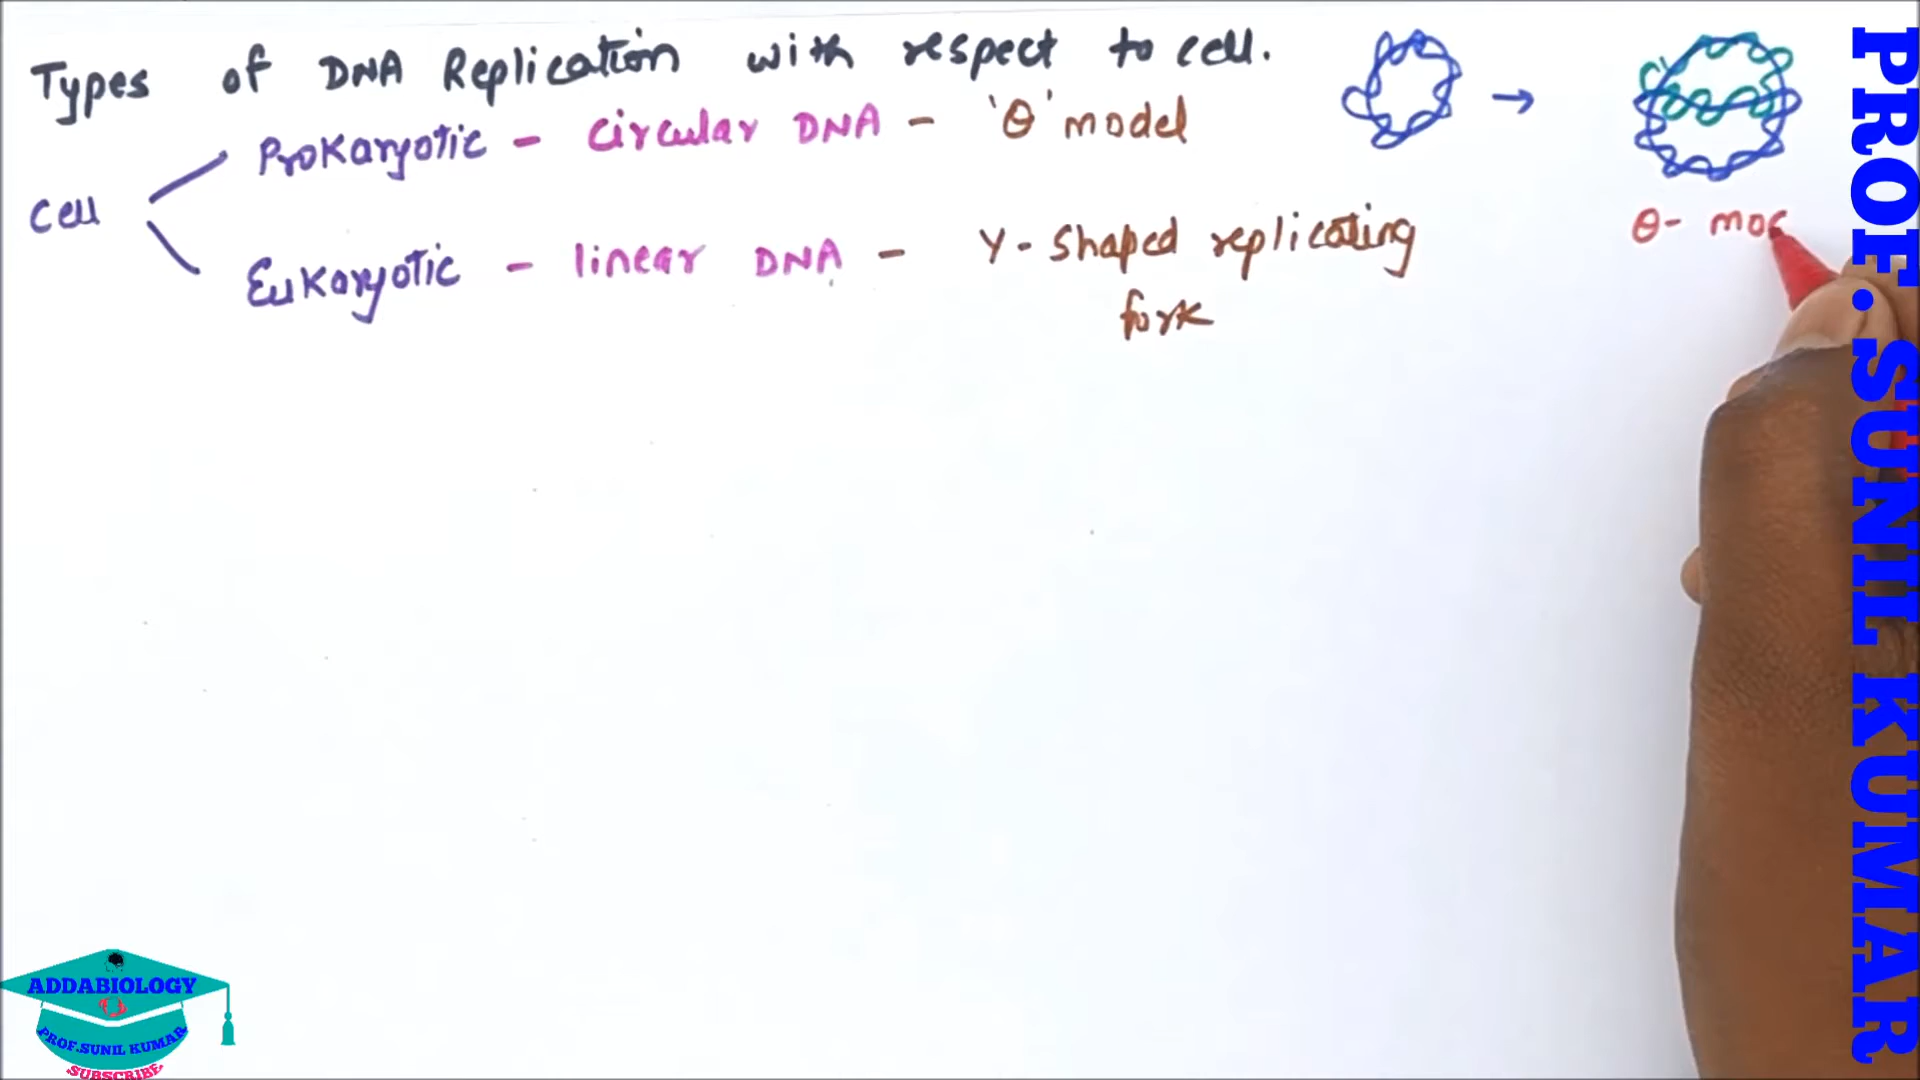 Types of DNA Replication with respect to cell.
Prokaryotic - circular DNA - 'θ' model
Cell
Eukaryotic - linear DNA - Y-shaped replicating
fork
θ- mod
PROF.SUNIL KUMAR
ADDABIOLOGY
PROF.SUNIL KUMAR
SUBSCRIBE